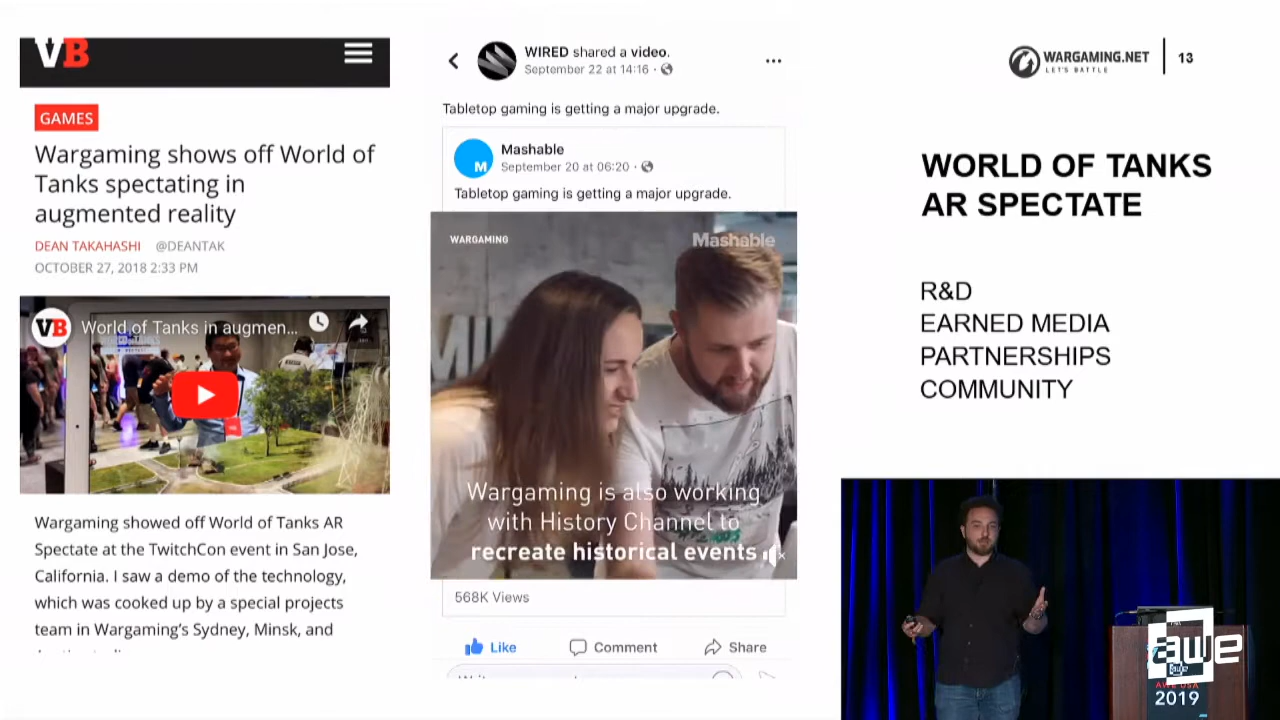 VB
GAMES
Wargaming shows off World of
Tanks spectating in
augmented reality
DEAN TAKAHASHI @DEANTAK
OCTOBER 27, 2018 2:33 PM
VB World of Tanks in augmen...
Wargaming showed off World of Tanks AR
Spectate at the TwitchCon event in San Jose,
California. I saw a demo of the technology,
which was cooked up by a special projects
team in Wargaming's Sydney, Minsk, and
WIRED shared a video.
September 22 at 14:16 ·
Tabletop gaming is getting a major upgrade.
M
Mashable
September 20 at 06:20 ·
Tabletop gaming is getting a major upgrade.
WARGAMING
Mashable
Wargaming is also working
with History Channel to
recreate historical events
568K Views
Like Comment Share
WARGAMING.NET
LET'S BATTLE
13
WORLD OF TANKS
AR SPECTATE
R&D
EARNED MEDIA
PARTNERSHIPS
COMMUNITY
awe
AWE USA
2019